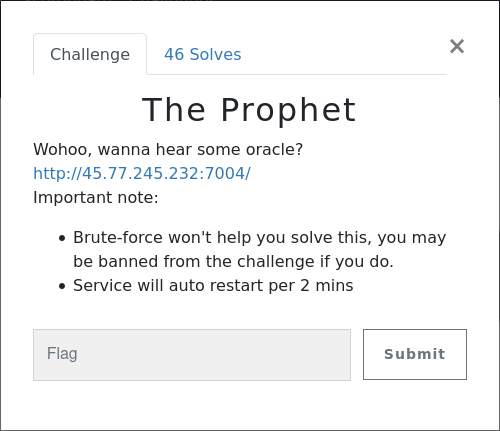 Challenge
46 Solves
×
The Prophet
Wohoo, wanna hear some oracle?
http://45.77.245.232:7004/
Important note:
• Brute-force won't help you solve this, you may
be banned from the challenge if you do.
• Service will auto restart per 2 mins
Flag
Submit